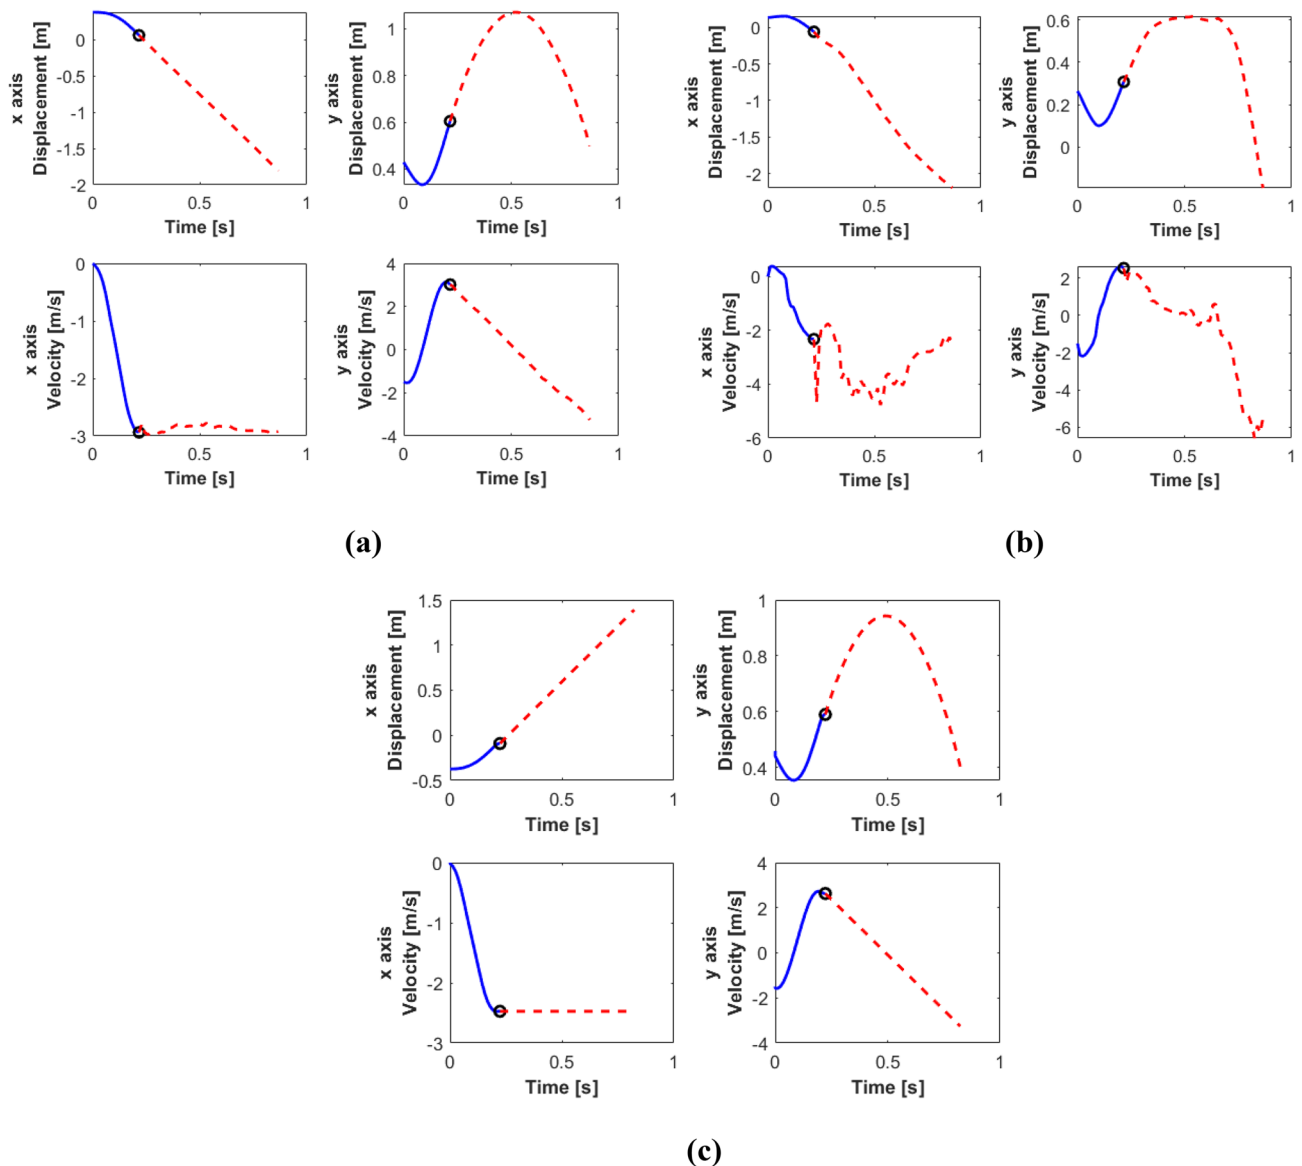 x axis
Displacement [m]
0
-0.5
-1
-1.5
-2
0
0.5
1
Time [s]
y axis
Displacement [m]
1
0.8
0.6
0.4
0
0.5
1
Time [s]
x axis
Velocity [m/s]
0
-1
-2
-3
0
0.5
1
Time [s]
y axis
Velocity [m/s]
4
2
0
-2
-4
0
0.5
1
Time [s]
(a)
x axis
Displacement [m]
0
-0.5
-1
-1.5
-2
0
0.5
1
Time [s]
y axis
Displacement [m]
0.6
0.4
0.2
0
0
0.5
1
Time [s]
x axis
Velocity [m/s]
0
-2
-4
-6
0
0.5
1
Time [s]
y axis
Velocity [m/s]
2
0
-2
-4
-6
0
0.5
1
Time [s]
(b)
x axis
Displacement [m]
1.5
1
0.5
0
-0.5
0
0.5
1
Time [s]
y axis
Displacement [m]
1
0.8
0.6
0.4
0
0.5
1
Time [s]
x axis
Velocity [m/s]
0
-1
-2
-3
0
0.5
1
Time [s]
y axis
Velocity [m/s]
4
2
0
-2
-4
0
0.5
1
Time [s]
(c)